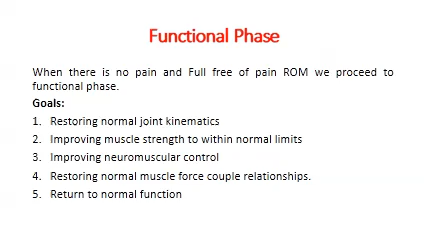 Functional Phase
When there is no pain and Full free of pain ROM we proceed to
functional phase.
Goals:
1. Restoring normal joint kinematics
2. Improving muscle strength to within normal limits
3. Improving neuromuscular control
4. Restoring normal muscle force couple relationships.
5. Return to normal function